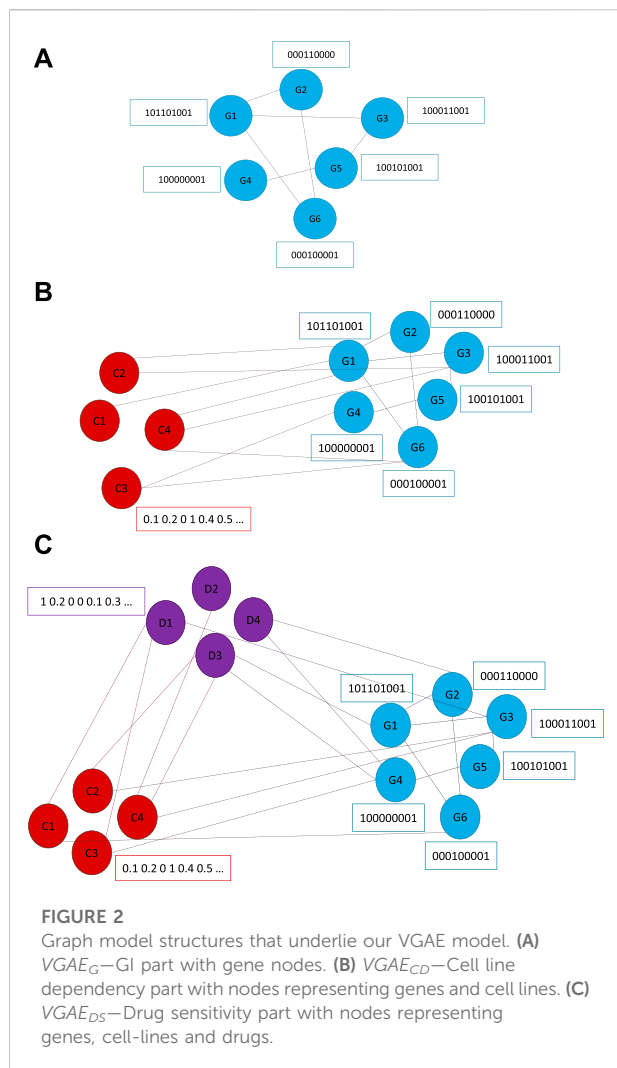 A
000110000
G2
101101001
G1
G3
100011001
100000001
G4
G5
100101001
G6
000100001
B
101101001
000110000
G2
G1
G3
100011001
C2
C1
C4
G4
G5
100101001
100000001
G6
000100001
C3
0.1 0.2 0 1 0.4 0.5 ...
C
1 0.2 0 0 0.1 0.3 ...
D2
D1
D4
D3
101101001
000110000
G2
G1
G3
100011001
G5
100101001
G4
100000001
C2
C1
C4
G6
000100001
C3
0.1 0.2 0 1 0.4 0.5 ...
FIGURE 2
Graph model structures that underlie our VGAE model. (A)
VGAE_G—GI part with gene nodes. (B) VGAE_CD—Cell line
dependency part with nodes representing genes and cell lines. (C)
VGAE_DS—Drug sensitivity part with nodes representing
genes, cell-lines and drugs.